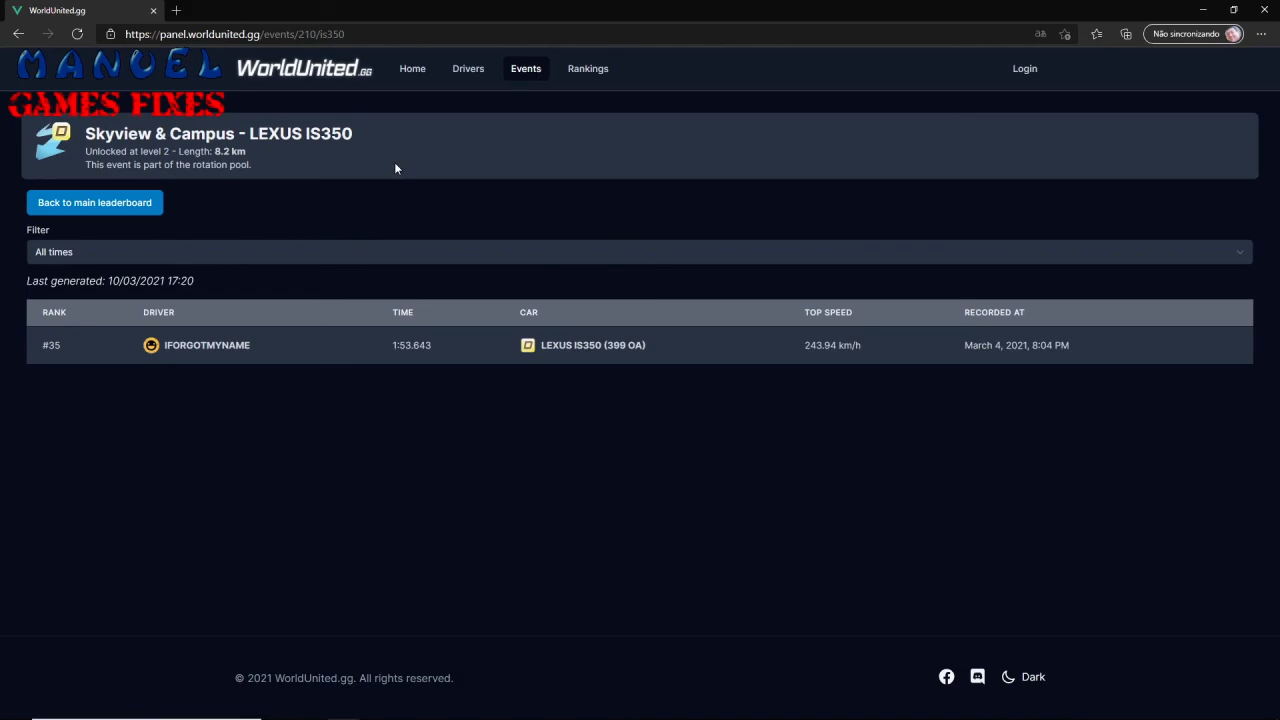 WorldUnited.gg
https://panel.worldunited.gg/events/210/is350
Não sincronizando
MANUEL
GAMES FIXES
WorldUnited.GG
Home
Drivers
Events
Rankings
Login
Skyview & Campus - LEXUS IS350
Unlocked at level 2 - Length: 8.2 km
This event is part of the rotation pool.
Back to main leaderboard
Filter
All times
Last generated: 10/03/2021 17:20
RANK DRIVER TIME CAR TOP SPEED RECORDED AT
#35 IFORGOTMYNAME 1:53.643 LEXUS IS350 (399 OA) 243.94 km/h March 4, 2021, 8:04 PM
© 2021 WorldUnited.gg. All rights reserved.
Dark